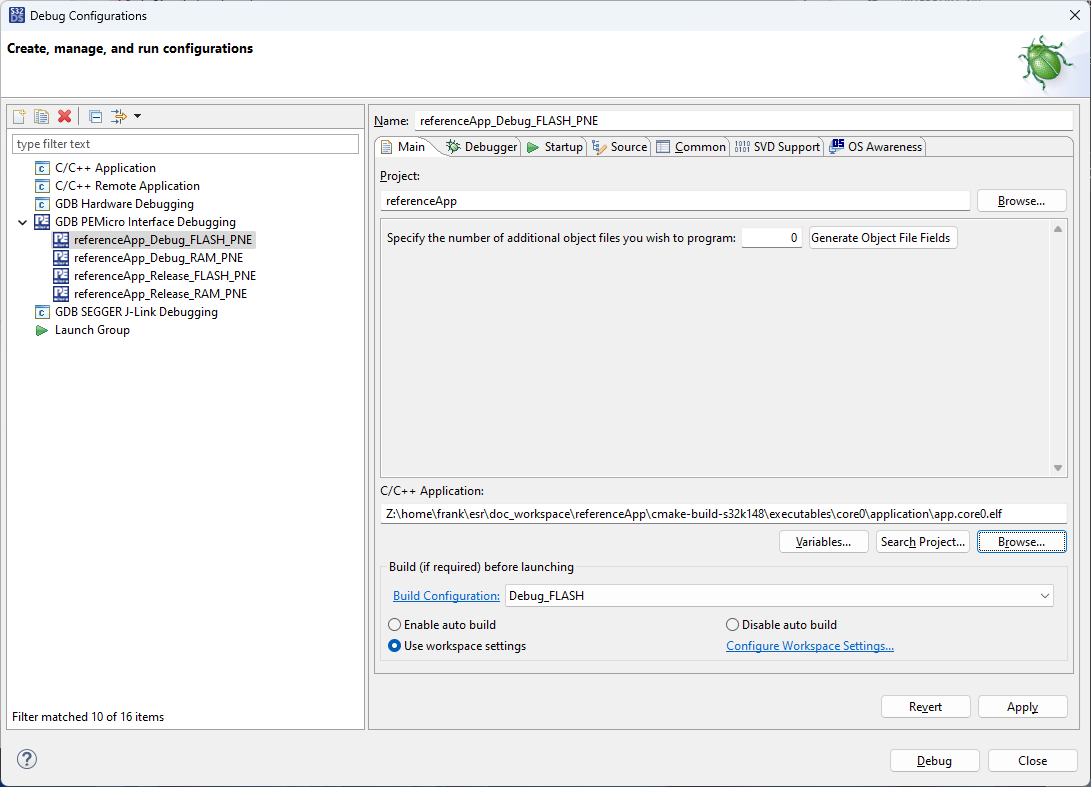 Debug Configurations
Create, manage, and run configurations
type filter text
C/C++ Application
C/C++ Remote Application
GDB Hardware Debugging
GDB PEMicro Interface Debugging
referenceApp_Debug_FLASH_PNE
referenceApp_Debug_RAM_PNE
referenceApp_Release_FLASH_PNE
referenceApp_Release_RAM_PNE
GDB SEGGER J-Link Debugging
Launch Group
Filter matched 10 of 16 items
Name: referenceApp_Debug_FLASH_PNE
Main Debugger Startup Source Common SVD Support OS Awareness
Project:
referenceApp Browse...
Specify the number of additional object files you wish to program: 0 Generate Object File Fields
C/C++ Application:
Z:\home\frank\esr\doc_workspace\referenceApp\cmake-build-s32k148\executables\core0\application\app.core0.elf
Variables... Search Project... Browse...
Build (if required) before launching
Build Configuration: Debug_FLASH
Enable auto build Disable auto build
Use workspace settings Configure Workspace Settings...
Revert Apply
Debug Close